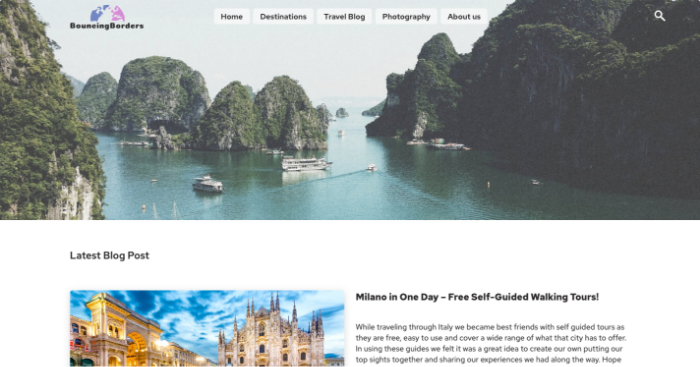 BouncingBorders
Home Destinations Travel Blog Photography About us
Latest Blog Post
Milano in One Day – Free Self-Guided Walking Tours!
While traveling through Italy we became best friends with self guided tours as
they are free, easy to use and cover a wide range of what that city has to offer.
In using these guides we felt it was a great idea to create our own putting our
top sights together and sharing our experiences we had along the way. Hope